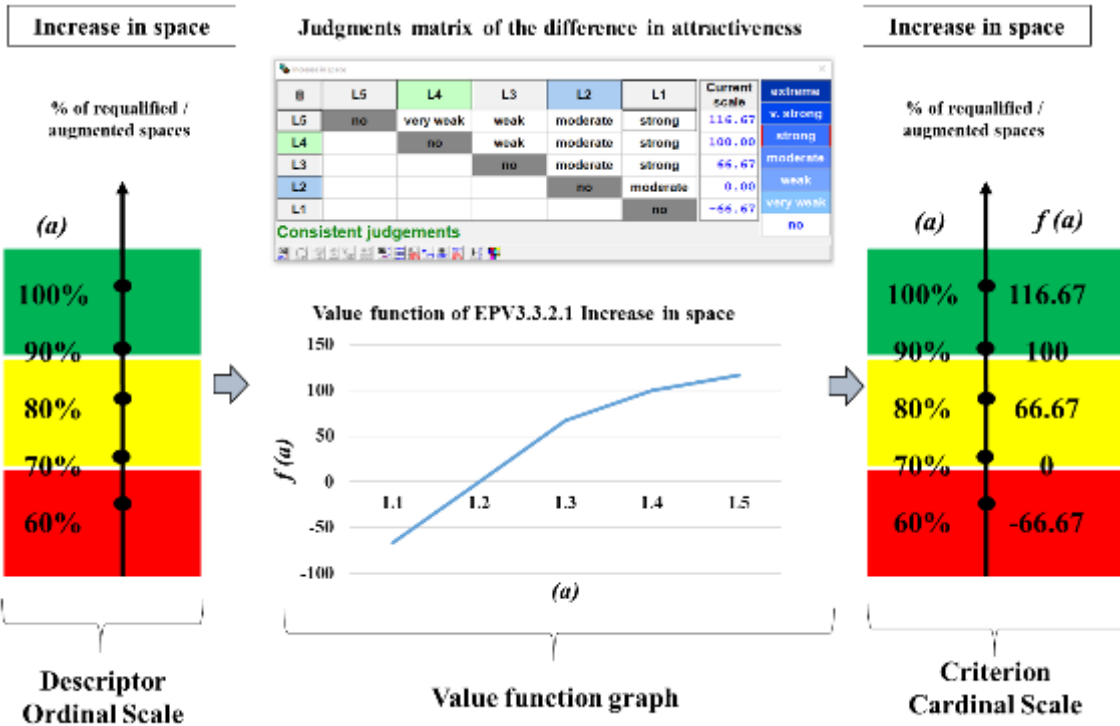 Increase in space
% of requalified /
augmented spaces
(a)
100%
90%
80%
70%
60%
Descriptor
Ordinal Scale
Judgments matrix of the difference in attractiveness
Increase in space
L5 L4 L3 L2 L1 Current scale
L5 no very weak weak moderate strong 116.67
L4 no weak moderate strong 100.00
L3 no moderate strong 66.67
L2 no moderate 0.00
L1 no -66.67
extreme
v. strong
strong
moderate
weak
very weak
no
Consistent judgements
Value function of EPV3.3.2.1 Increase in space
f (a)
150
100
50
0
-50
-100
L1 L2 L3 L4 L5
(a)
Value function graph
Increase in space
% of requalified /
augmented spaces
(a) f (a)
100% 116.67
90% 100
80% 66.67
70% 0
60% -66.67
Criterion
Cardinal Scale